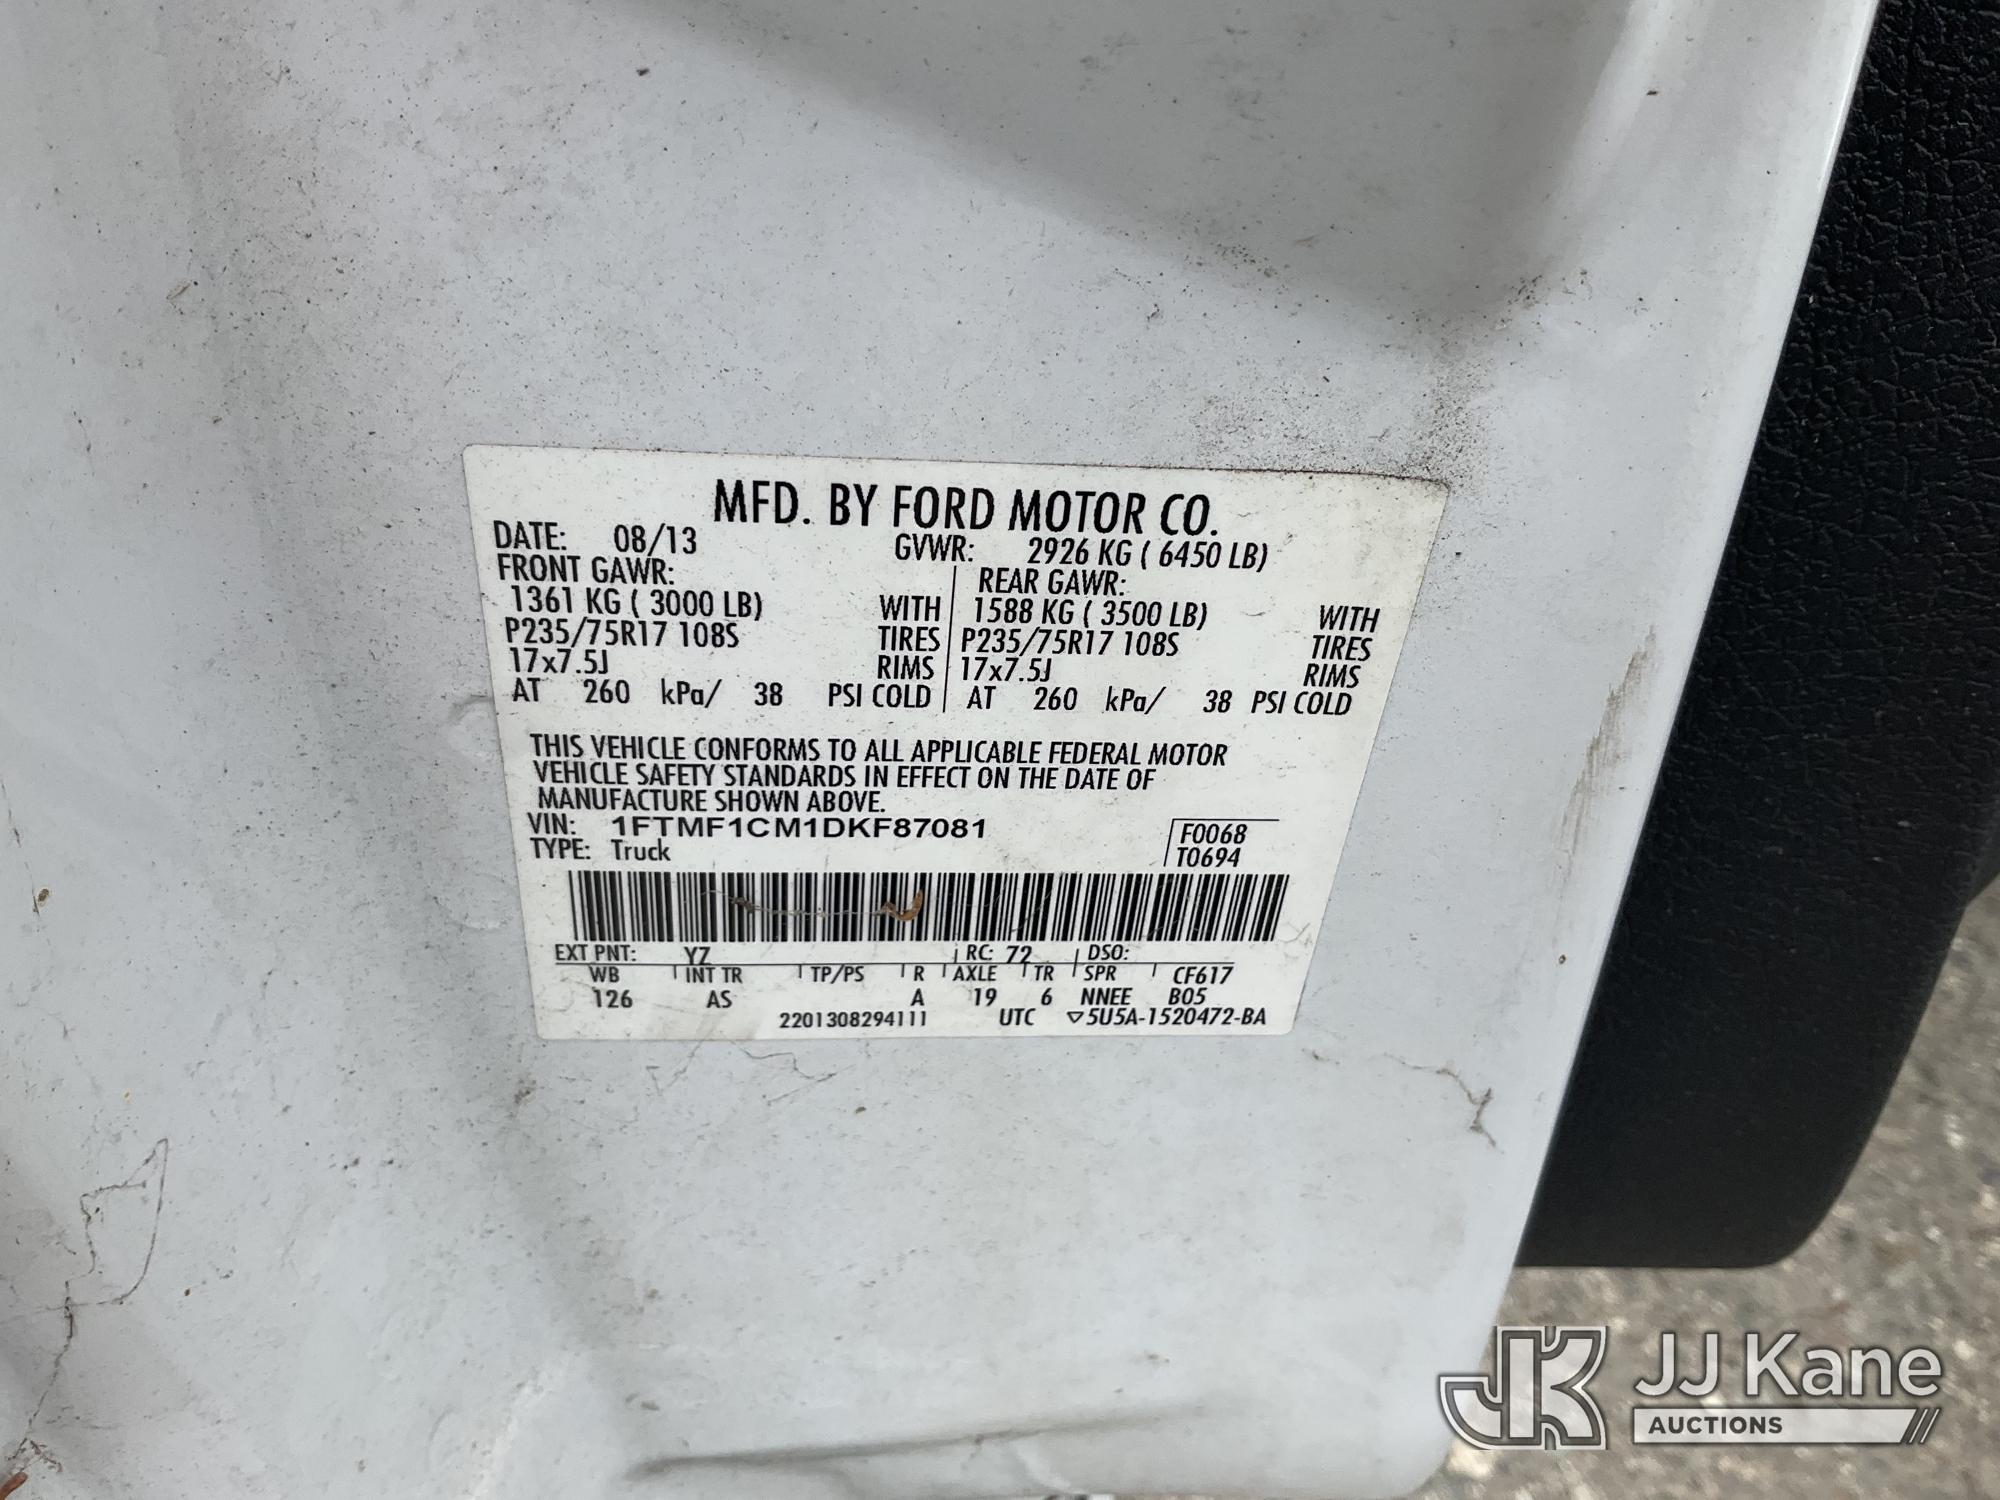 MFD. BY FORD MOTOR CO.
DATE: 08/13 GVWR: 2926 KG ( 6450 LB)
FRONT GAWR: REAR GAWR:
1361 KG ( 3000 LB) WITH 1588 KG ( 3500 LB) WITH
P235/75R17 108S TIRES P235/75R17 108S TIRES
17x7.5J RIMS 17x7.5J RIMS
AT 260 kPa/ 38 PSI COLD AT 260 kPa/ 38 PSI COLD
THIS VEHICLE CONFORMS TO ALL APPLICABLE FEDERAL MOTOR
VEHICLE SAFETY STANDARDS IN EFFECT ON THE DATE OF
MANUFACTURE SHOWN ABOVE.
VIN: 1FTMF1CM1DKF87081 F0068
TYPE: Truck T0694
EXT PNT: YZ RC: 72 DSO:
WB INT TR TP/PS R AXLE TR SPR CF617
126 AS A 19 6 NNEE B05
2201308294111 UTC ▽5U5A-1520472-BA
JK JJ Kane
AUCTIONS